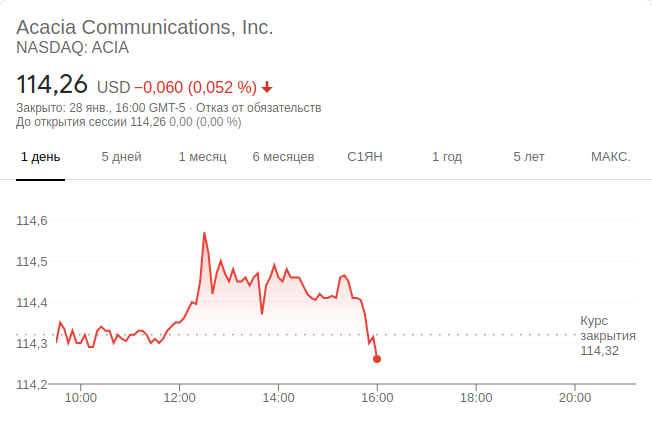 Acacia Communications, Inc.
NASDAQ: ACIA
114,26 USD −0,060 (0,052 %)
Закрыто: 28 янв., 16:00 GMT-5 · Отказ от обязательств
До открытия сессии 114,26 0,00 (0,00 %)
1 день 5 дней 1 месяц 6 месяцев С1ЯН 1 год 5 лет МАКС.
114,6
114,5
114,4
Курс
закрытия
114,32
114,3
114,2
10:00 12:00 14:00 16:00 18:00 20:00